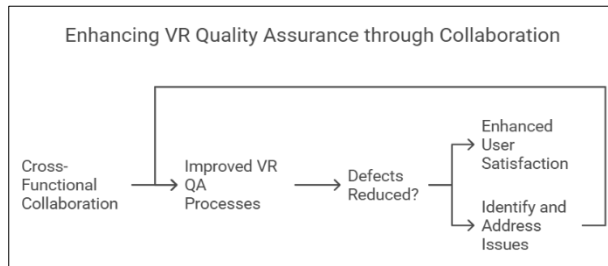 Enhancing VR Quality Assurance through Collaboration
Cross-
Functional
Collaboration
Improved VR
QA
Processes
Defects
Reduced?
Enhanced
User
Satisfaction
Identify and
Address
Issues